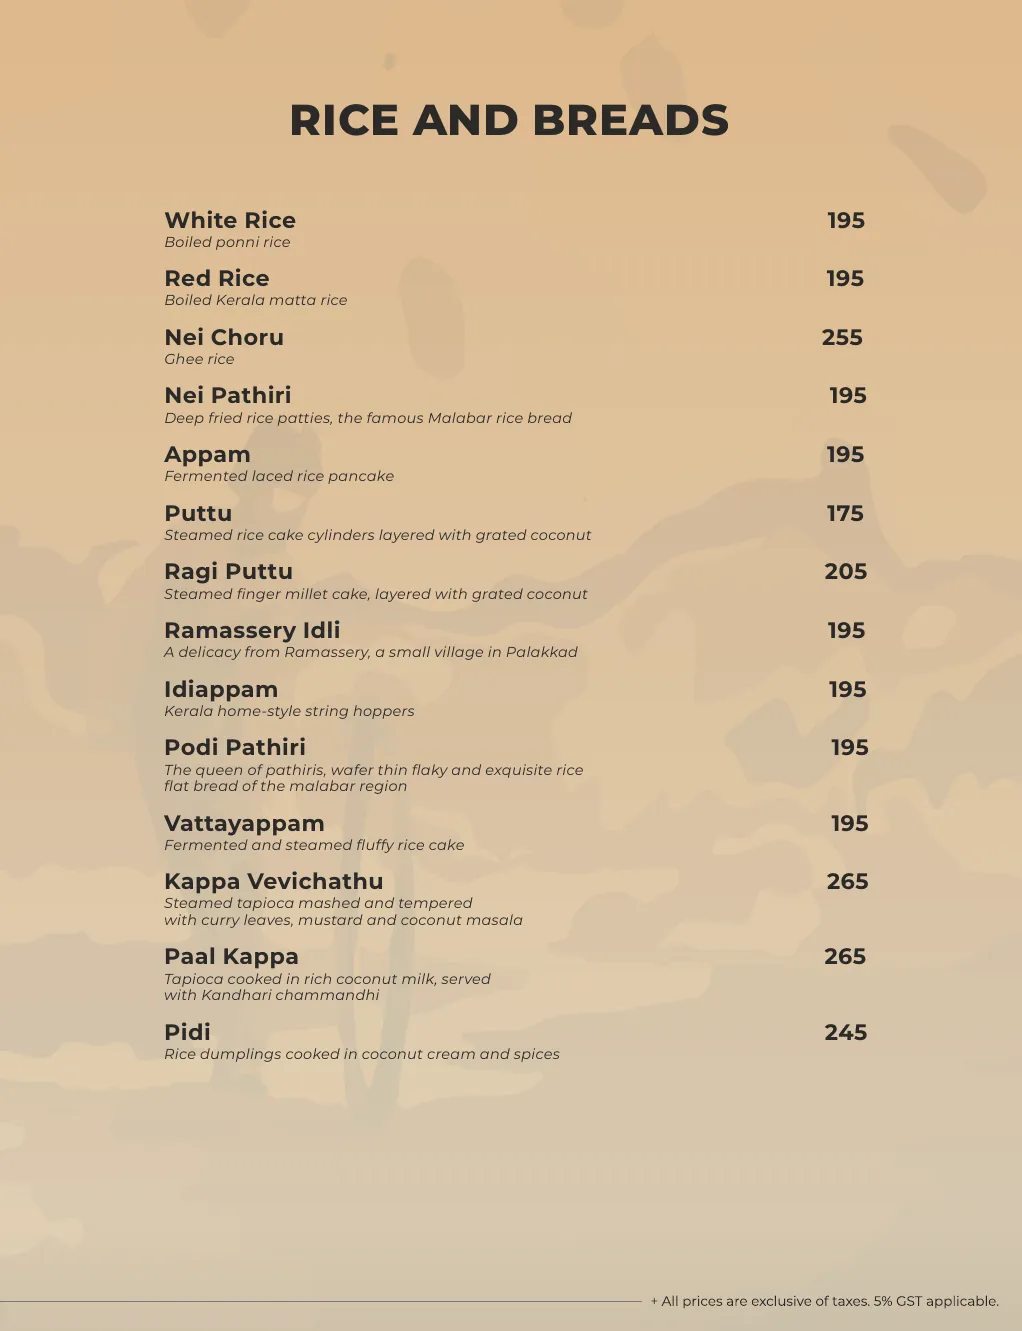 RICE AND BREADS
White Rice 195
Boiled ponni rice
Red Rice 195
Boiled Kerala matta rice
Nei Choru 255
Ghee rice
Nei Pathiri 195
Deep fried rice patties, the famous Malabar rice bread
Appam 195
Fermented laced rice pancake
Puttu 175
Steamed rice cake cylinders layered with grated coconut
Ragi Puttu 205
Steamed finger millet cake, layered with grated coconut
Ramassery Idli 195
A delicacy from Ramassery, a small village in Palakkad
Idiappam 195
Kerala home-style string hoppers
Podi Pathiri 195
The queen of pathiris, wafer thin flaky and exquisite rice
flat bread of the malabar region
Vattayappam 195
Fermented and steamed fluffy rice cake
Kappa Vevichathu 265
Steamed tapioca mashed and tempered
with curry leaves, mustard and coconut masala
Paal Kappa 265
Tapioca cooked in rich coconut milk, served
with Kandhari chammandhi
Pidi 245
Rice dumplings cooked in coconut cream and spices
+ All prices are exclusive of taxes. 5% GST applicable.